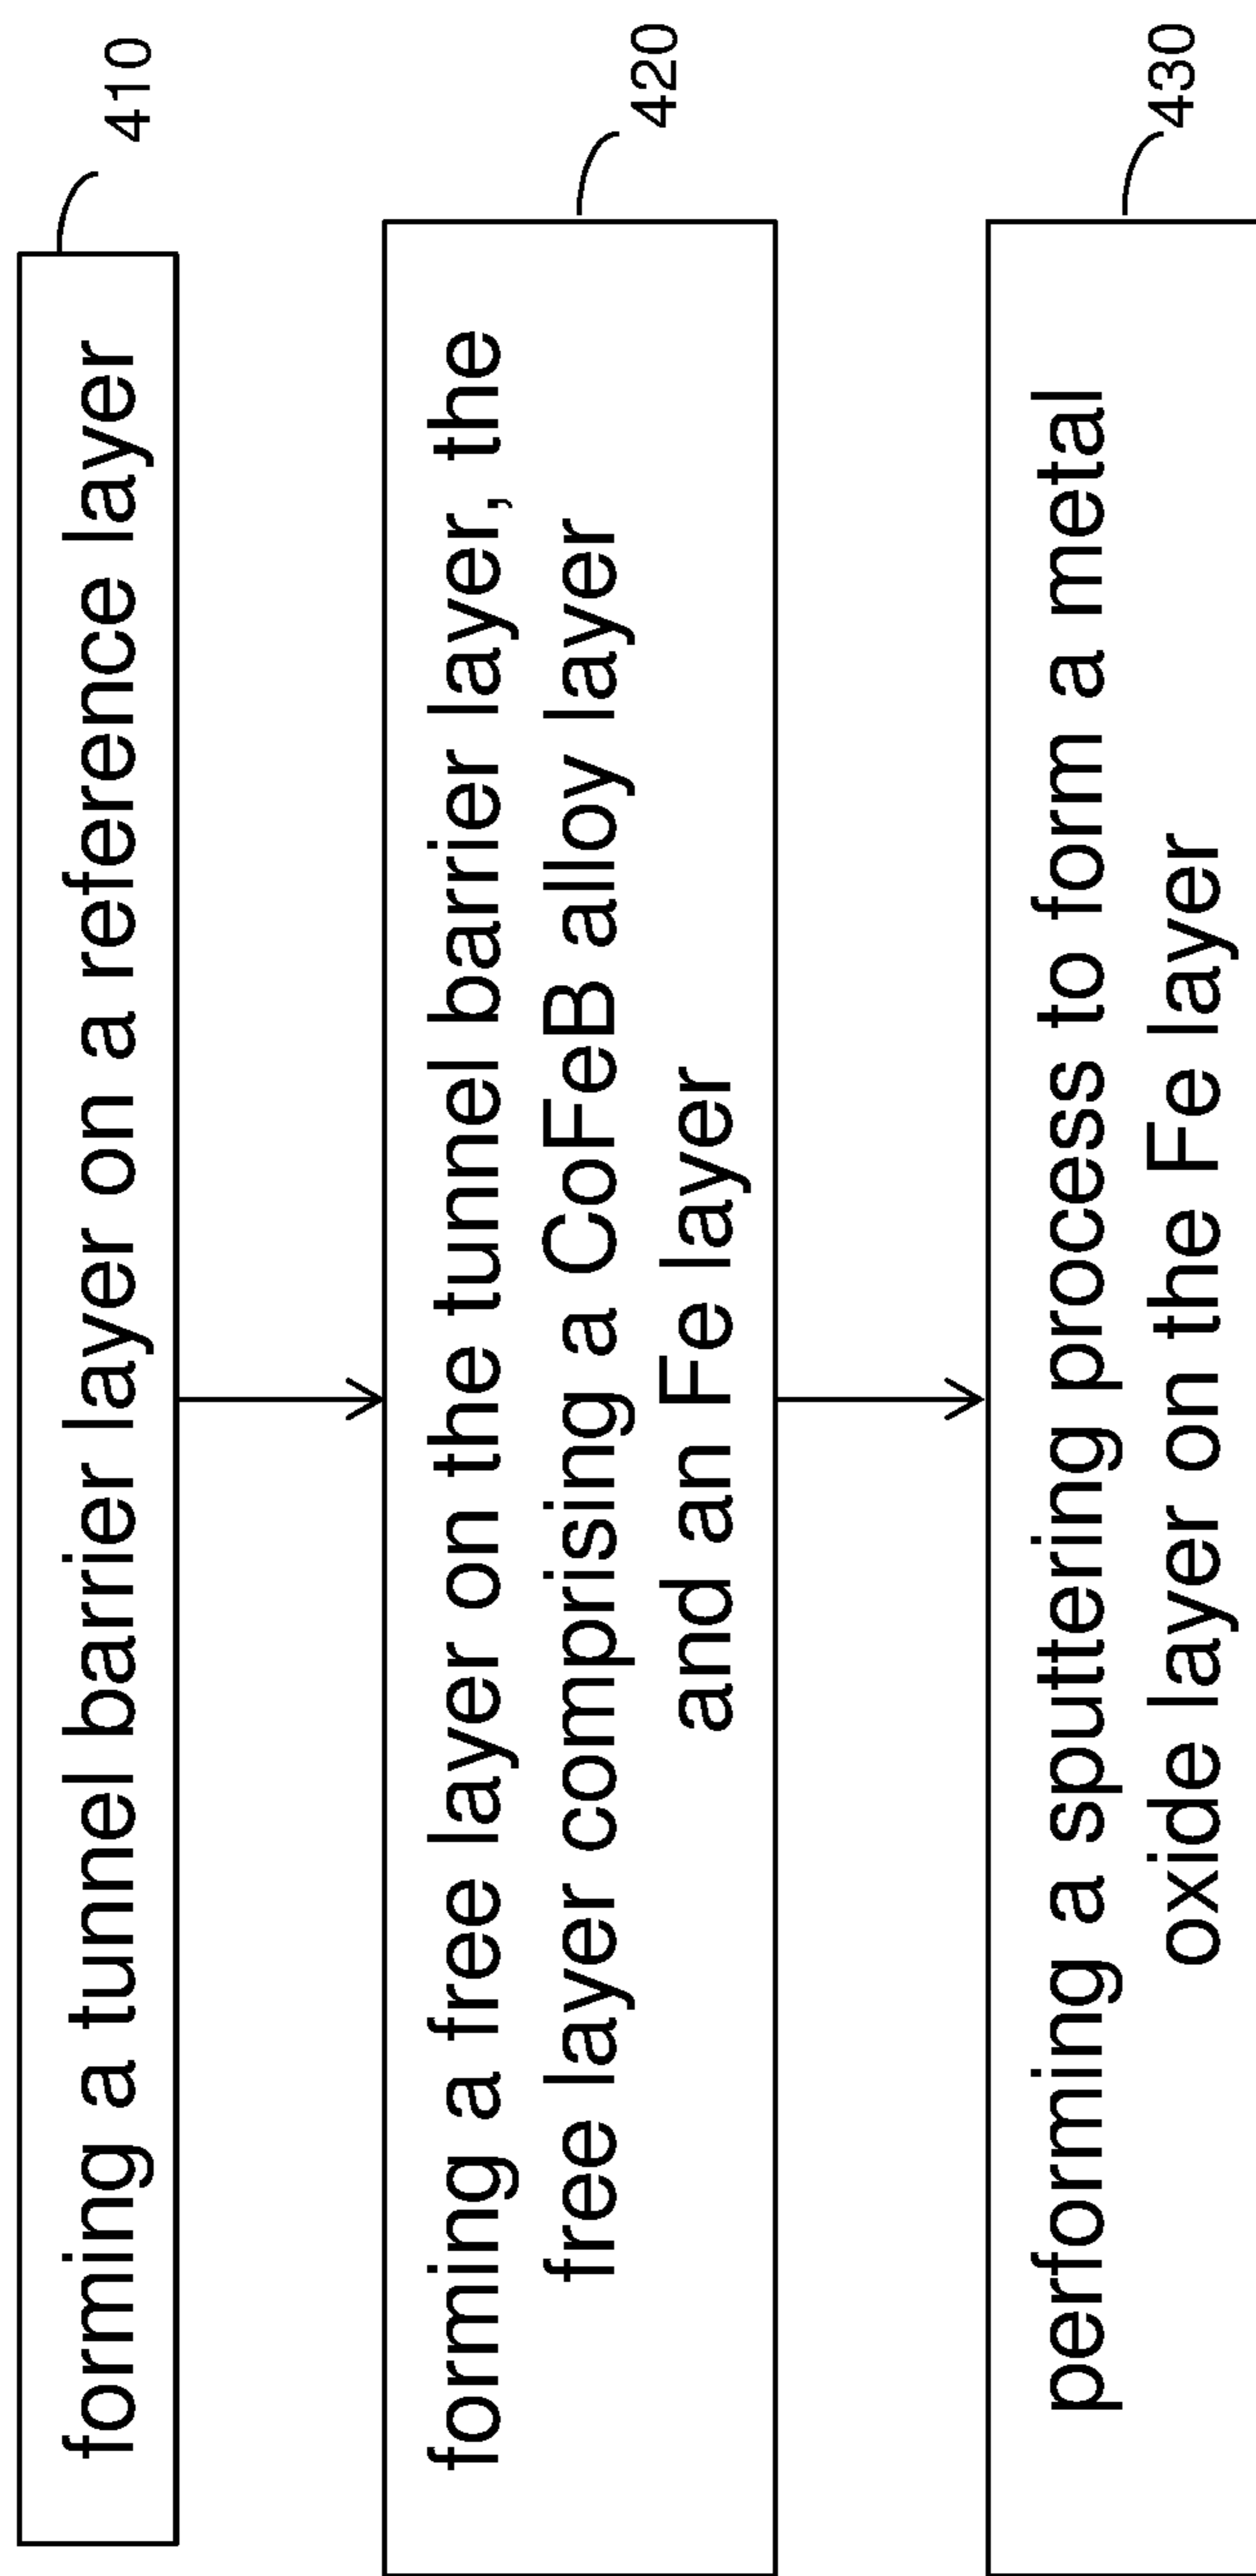 forming a tunnel barrier layer on a reference layer
410
forming a free layer on the tunnel barrier layer, the
free layer comprising a CoFeB alloy layer
and an Fe layer
420
performing a sputtering process to form a metal
oxide layer on the Fe layer
430